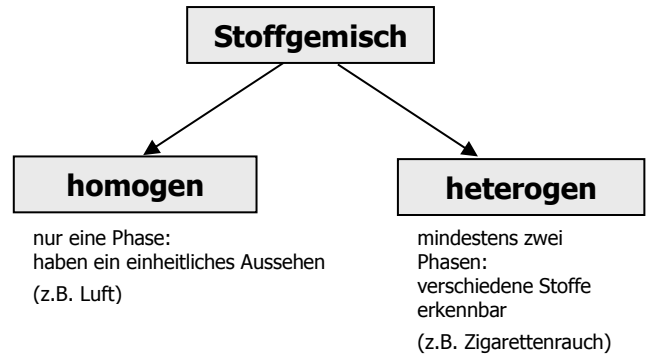 Stoffgemisch
homogen
nur eine Phase:
haben ein einheitliches Aussehen
(z.B. Luft)
heterogen
mindestens zwei
Phasen:
verschiedene Stoffe
erkennbar
(z.B. Zigarettenrauch)